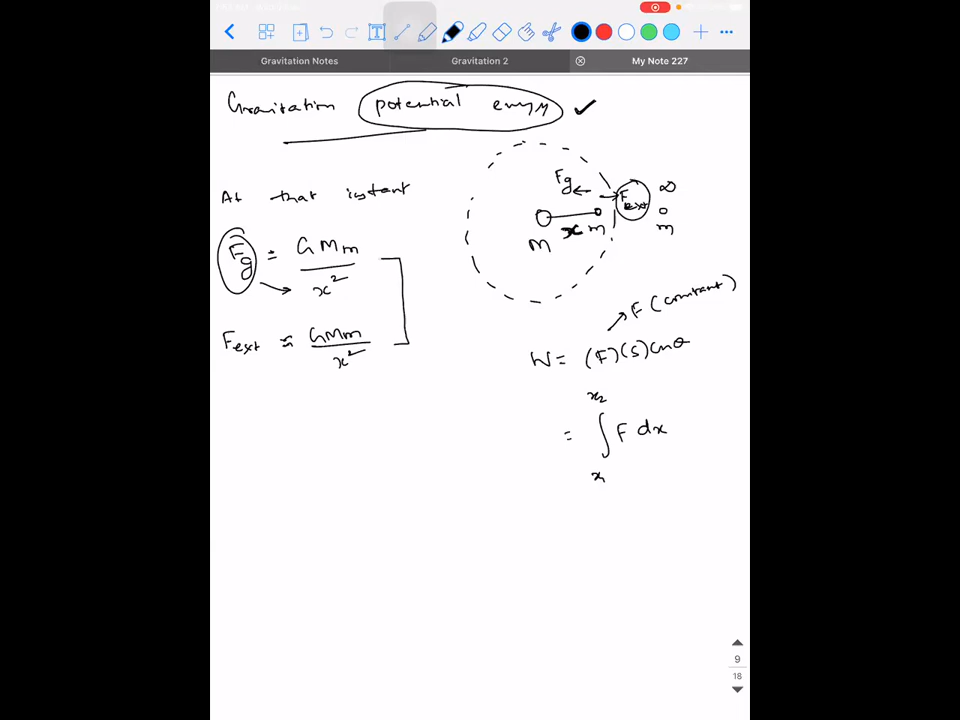 Gravitation Notes
Gravitation 2
My Note 227
Gravitation potential energy ✓
At that instant
Fg = GMm / x²
Fext = GMm / x²
Fg
F ext
∞
M
x
m
m
F (constant)
W = (F)(s) cosθ
= ∫ F dx
x2
x1
9
18